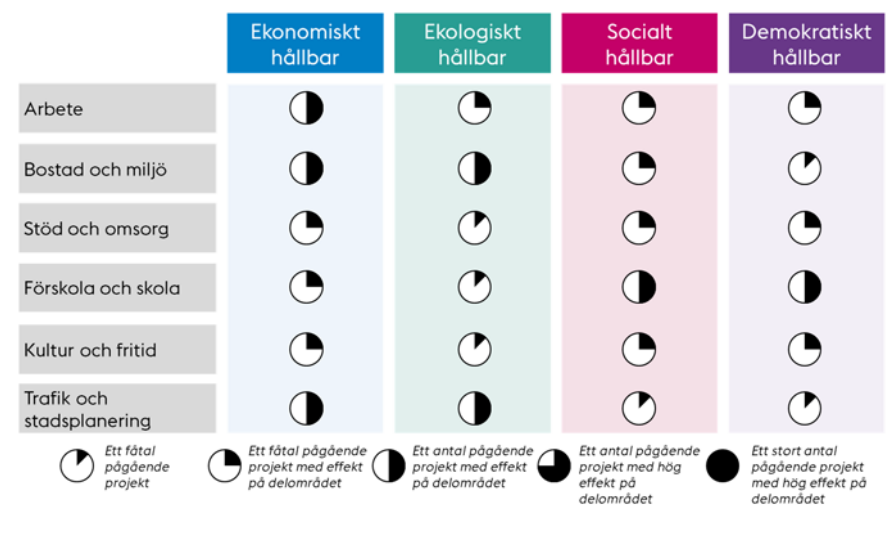 Ekonomiskt
hållbar
Ekologiskt
hållbar
Socialt
hållbar
Demokratiskt
hållbar
Arbete
Bostad och miljö
Stöd och omsorg
Förskola och skola
Kultur och fritid
Trafik och
stadsplanering
Ett fåtal
pågående
projekt
Ett fåtal pågående
projekt med effekt
på delområdet
Ett antal pågående
projekt med effekt
på delområdet
Ett antal pågående
projekt med hög
effekt på
delområdet
Ett stort antal
pågående projekt
med hög effekt på
delområdet